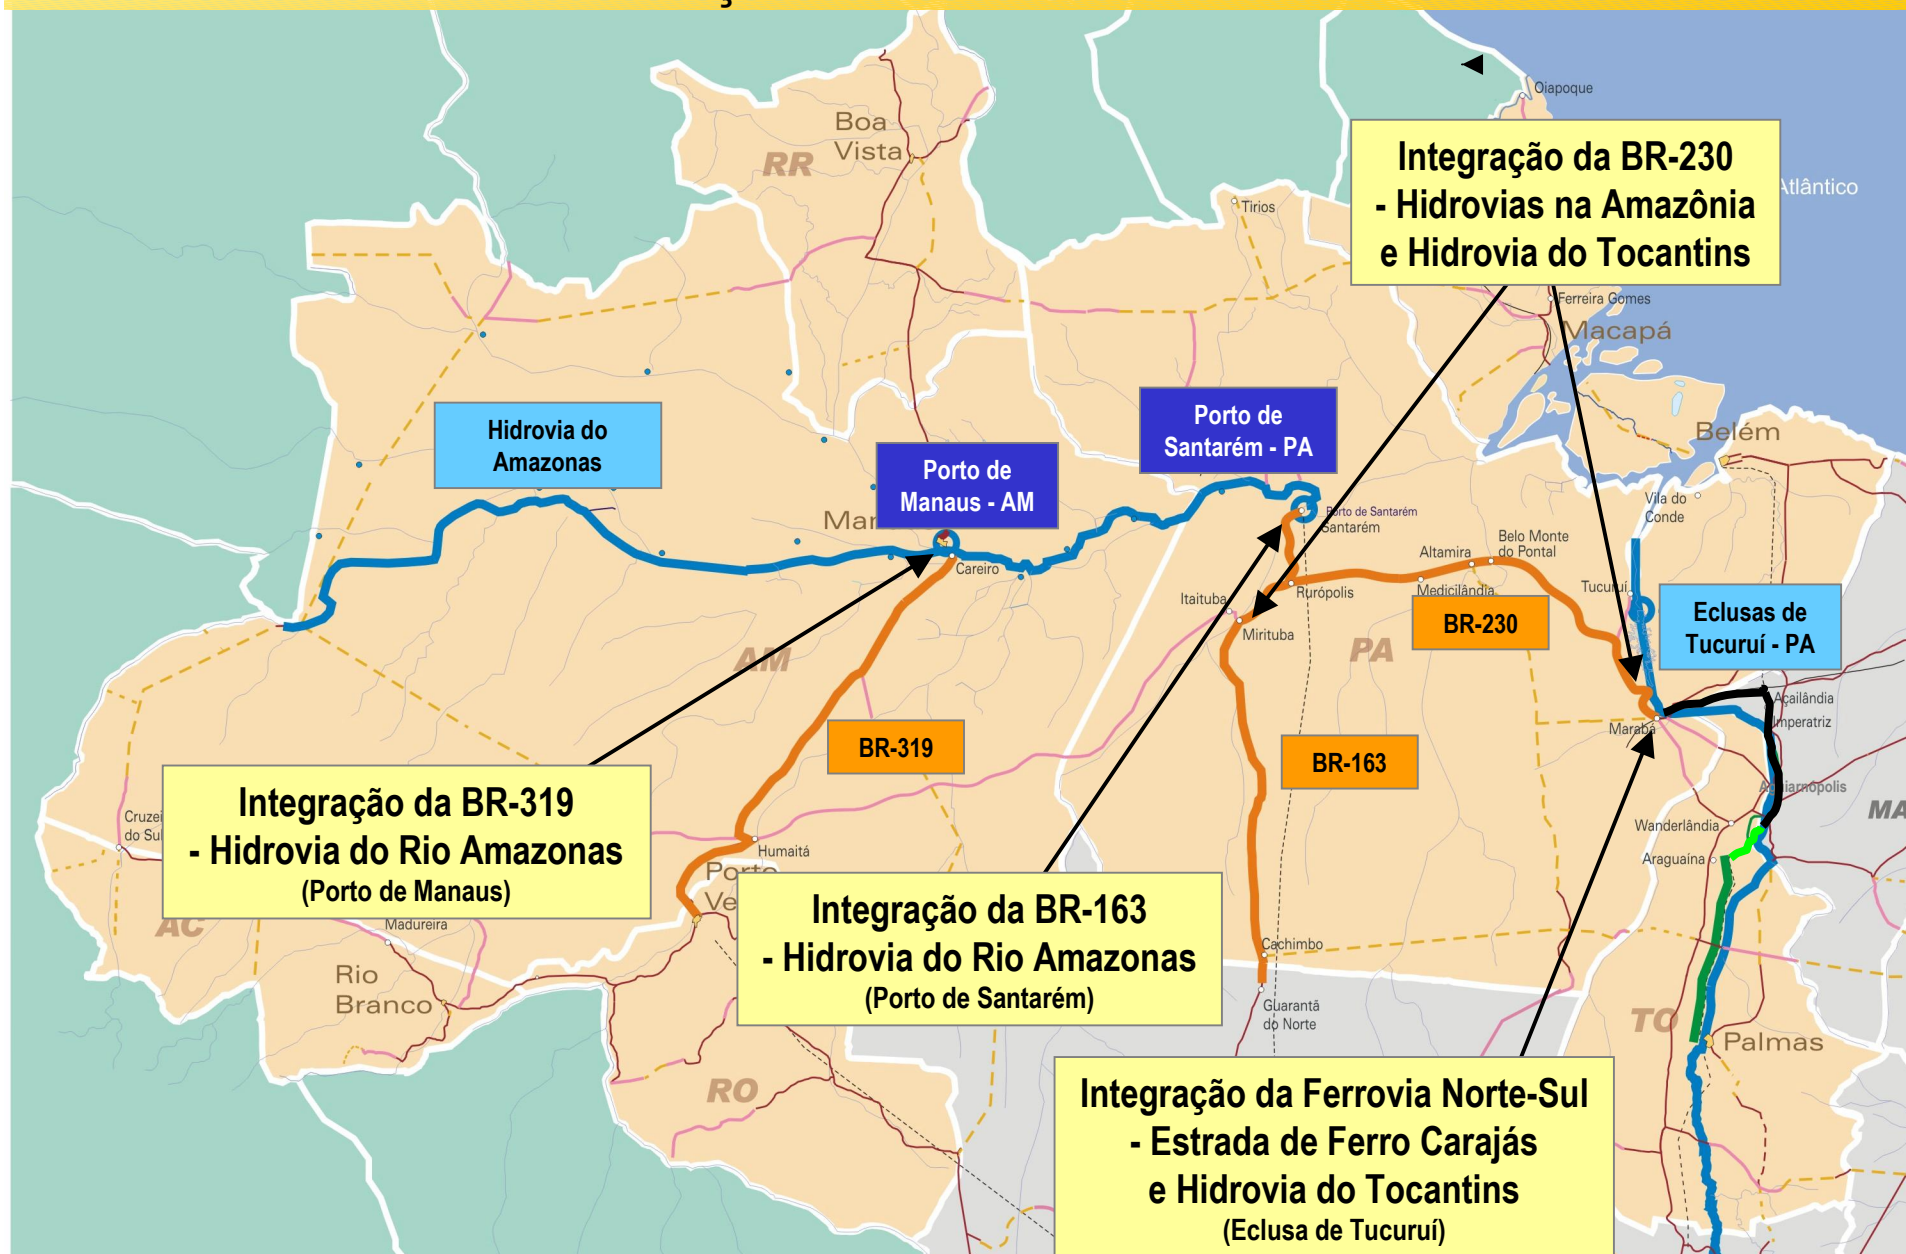 Oiapoque
Boa
Vista
RR
Integração da BR-230
- Hidrovias na Amazônia
e Hidrovia do Tocantins
Atlântico
Tirios
Ferreira Gomes
Macapá
Hidrovia do
Amazonas
Porto de
Manaus - AM
Porto de
Santarém - PA
Belém
Vila do
Conde
Porto de Santarém
Santarém
Careiro
Belo Monte
do Pontal
Altamira
Medicilândia
Tucuruí
Itaituba
Rurópolis
Mirituba
BR-230
Eclusas de
Tucuruí - PA
AM
PA
Açailândia
Imperatriz
Marabá
BR-319
BR-163
Integração da BR-319
- Hidrovia do Rio Amazonas
(Porto de Manaus)
Cruzei
do Sul
Humaitá
Porto
Ve
Wanderlândia
Araguaína
MA
AC
Madureira
Integração da BR-163
- Hidrovia do Rio Amazonas
(Porto de Santarém)
Cachimbo
Rio
Branco
Guarantã
do Norte
TO
Palmas
RO
Integração da Ferrovia Norte-Sul
- Estrada de Ferro Carajás
e Hidrovia do Tocantins
(Eclusa de Tucuruí)